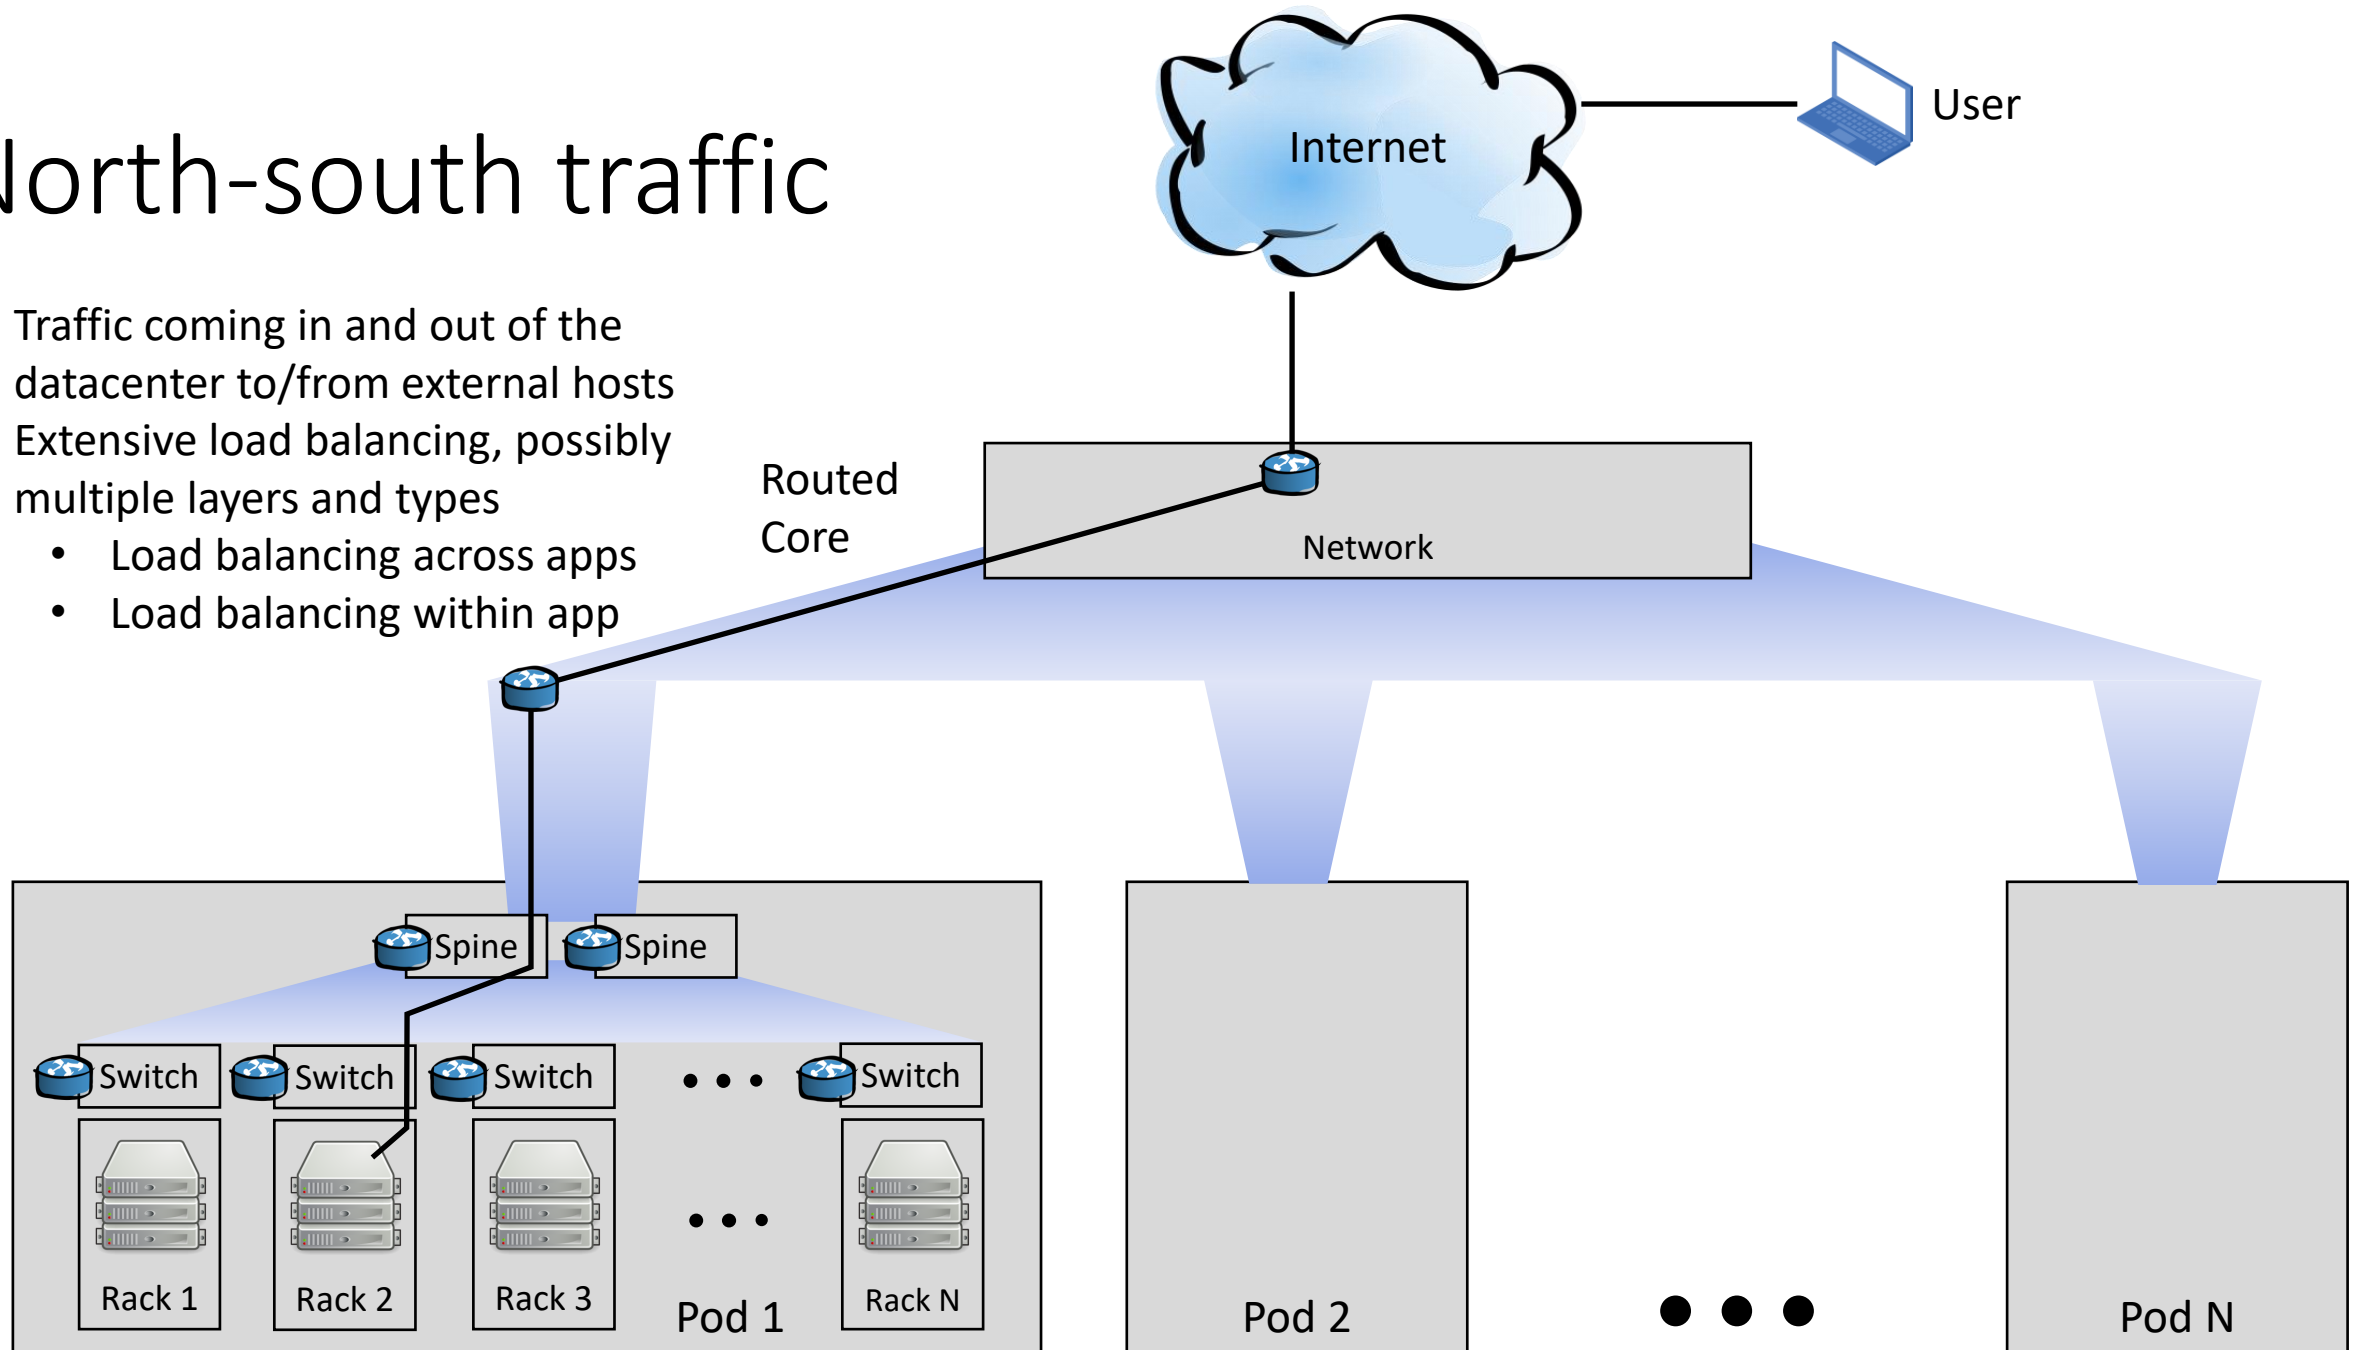 North-south traffic
Traffic coming in and out of the
datacenter to/from external hosts
Extensive load balancing, possibly
multiple layers and types
• Load balancing across apps
• Load balancing within app
Internet
User
Routed
Core
Network
Spine
Spine
Switch
Switch
Switch
• • •
Switch
• • •
Rack 1
Rack 2
Rack 3
Rack N
Pod 1
Pod 2
• • •
Pod N